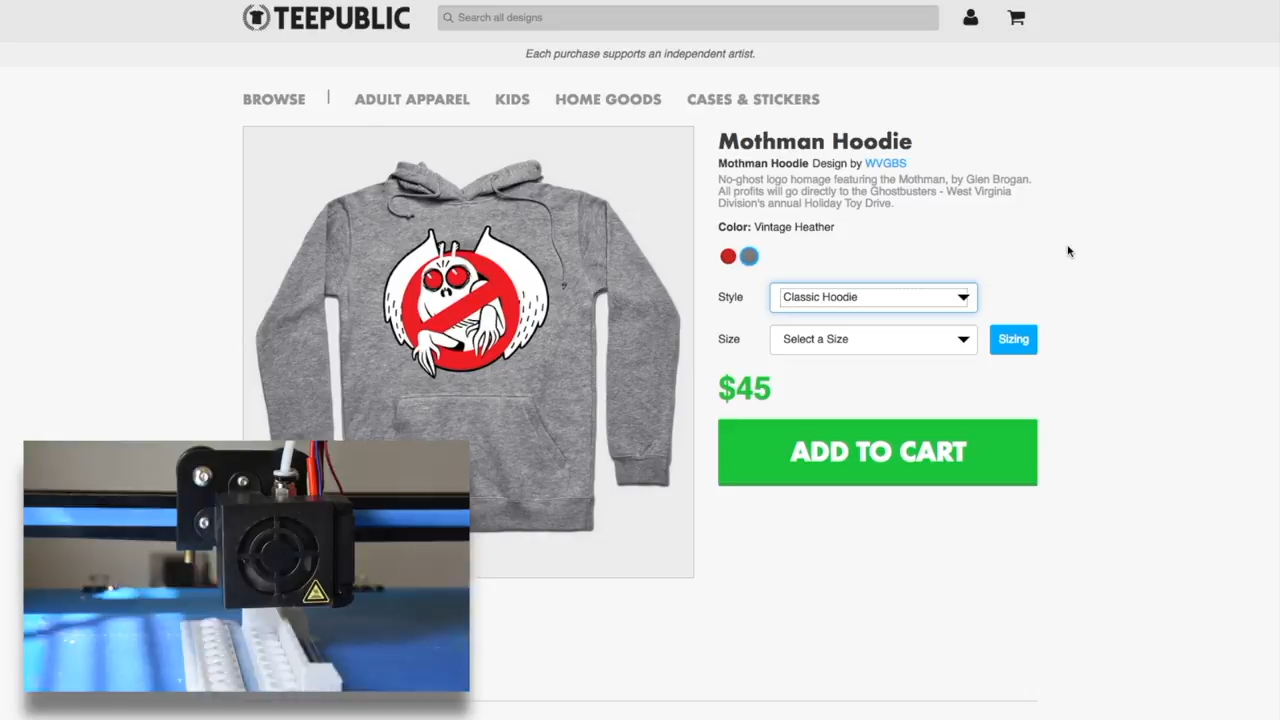 TEEPUBLIC
Search all designs
Each purchase supports an independent artist.
BROWSE | ADULT APPAREL KIDS HOME GOODS CASES & STICKERS
Mothman Hoodie
Mothman Hoodie Design by WVGBS
No-ghost logo homage featuring the Mothman, by Glen Brogan.
All profits will go directly to the Ghostbusters - West Virginia
Division's annual Holiday Toy Drive.
Color: Vintage Heather
Style Classic Hoodie
Size Select a Size Sizing
$45
ADD TO CART